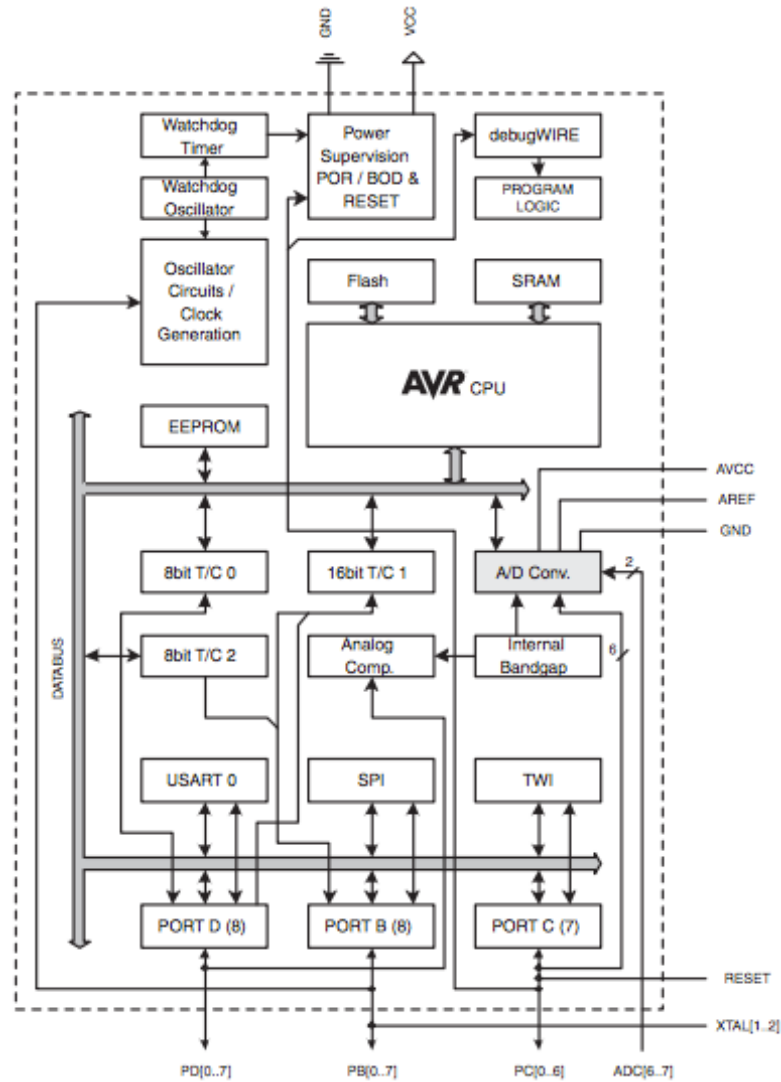 GND
VCC
Watchdog
Timer
Power
Supervision
POR / BOD &
RESET
debugWIRE
Watchdog
Oscillator
PROGRAM
LOGIC
Oscillator
Circuits /
Clock
Generation
Flash
SRAM
AVR CPU
EEPROM
AVCC
AREF
GND
8bit T/C 0
16bit T/C 1
A/D Conv.
2
DATABUS
8bit T/C 2
Analog
Comp.
Internal
Bandgap
6
USART 0
SPI
TWI
PORT D (8)
PORT B (8)
PORT C (7)
RESET
XTAL[1..2]
PD[0..7]
PB[0..7]
PC[0..6]
ADC[6..7]